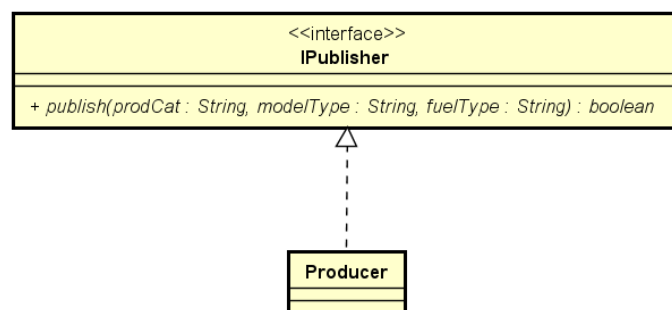 <<interface>>
IPublisher
+ publish(prodCat : String, modelType : String, fuelType : String) : boolean
Producer